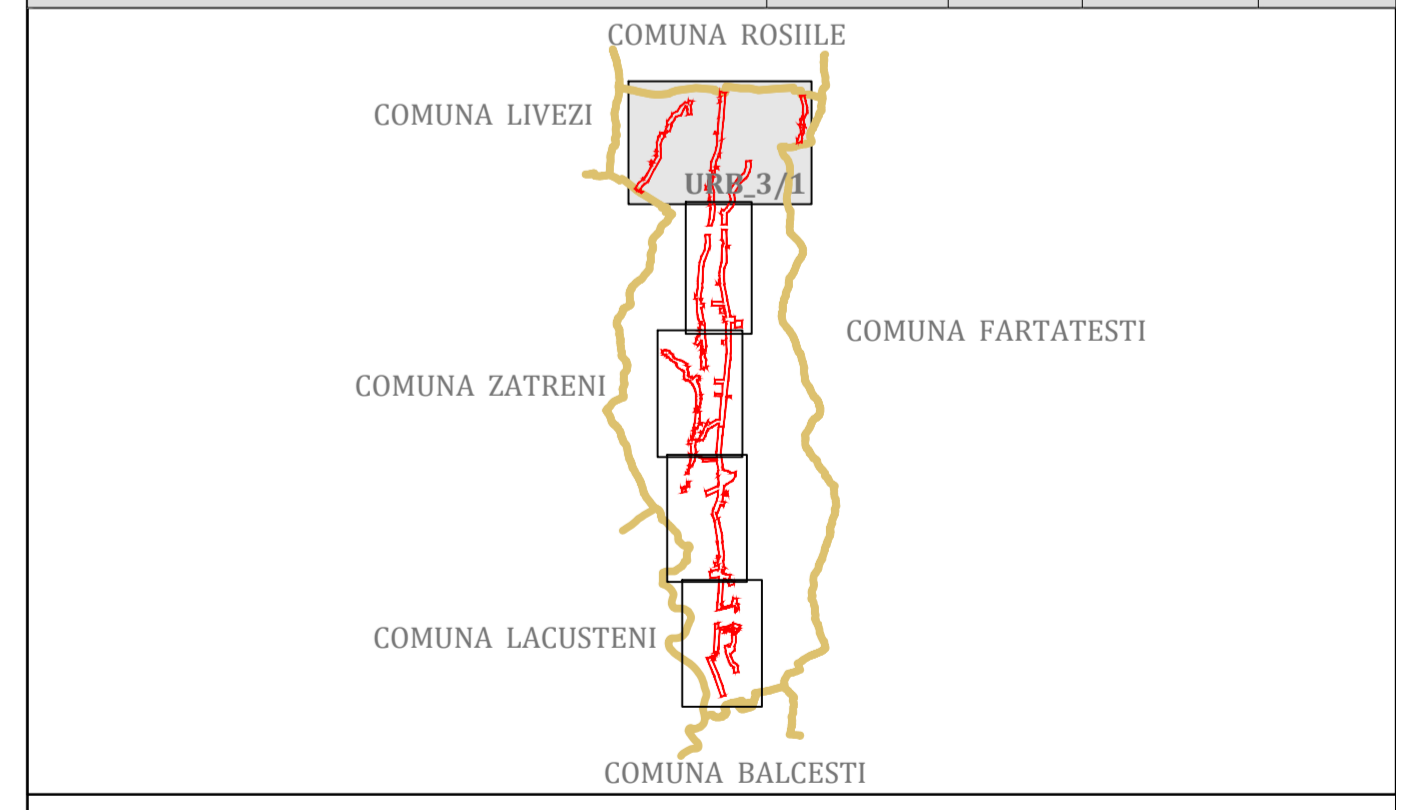 COMUNA ROSIILE
COMUNA LIVEZI
URB_3/1
COMUNA FARTATESTI
COMUNA ZATRENI
COMUNA LACUSTENI
COMUNA BALCESTI